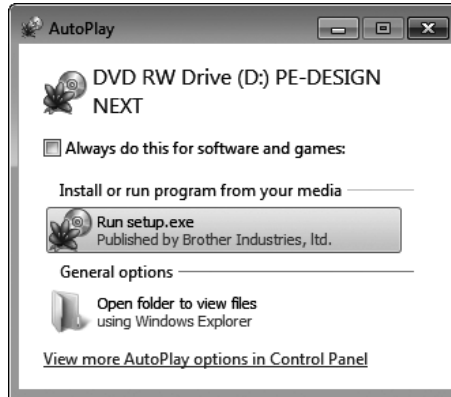 AutoPlay
DVD RW Drive (D:) PE-DESIGN
NEXT
Always do this for software and games:
Install or run program from your media
Run setup.exe
Published by Brother Industries, ltd.
General options
Open folder to view files
using Windows Explorer
View more AutoPlay options in Control Panel